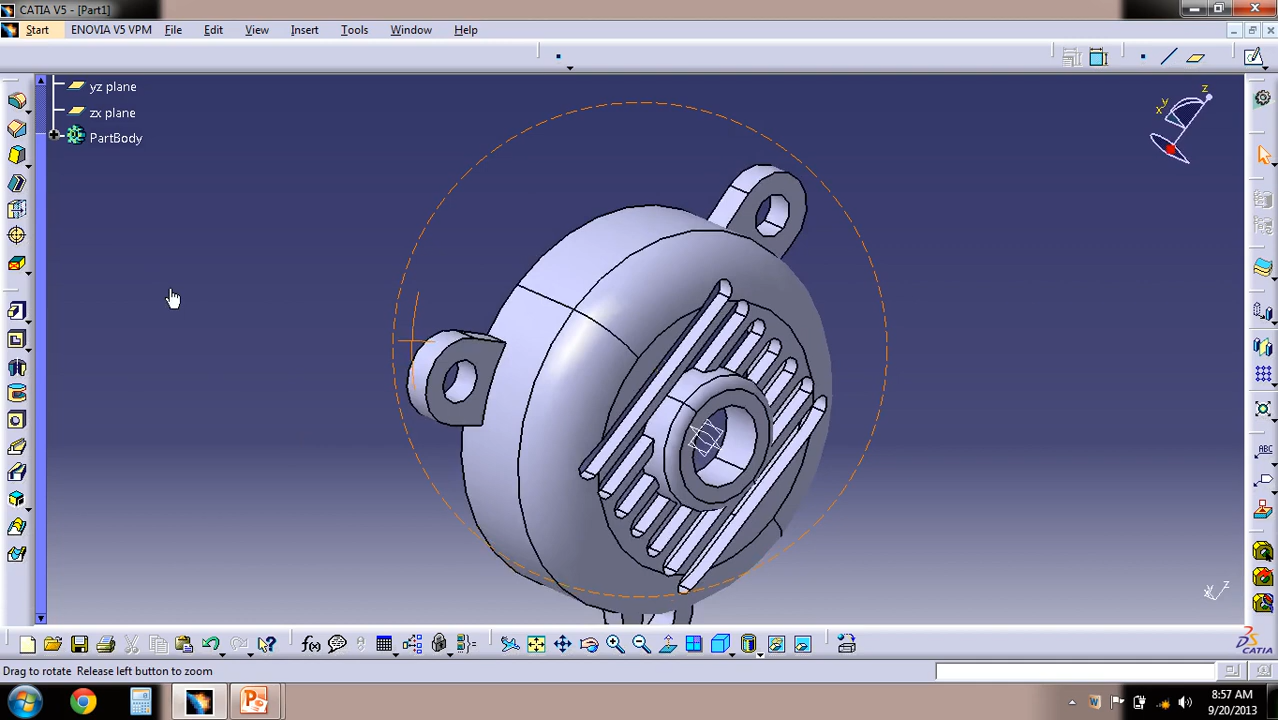 CATIA V5 - [Part1]
Start ENOVIA V5 VPM File Edit View Insert Tools Window Help
yz plane
zx plane
PartBody
z
y
x
ABC
f(x)
z
y
x
CATIA
Drag to rotate Release left button to zoom
W
8:57 AM
9/20/2013